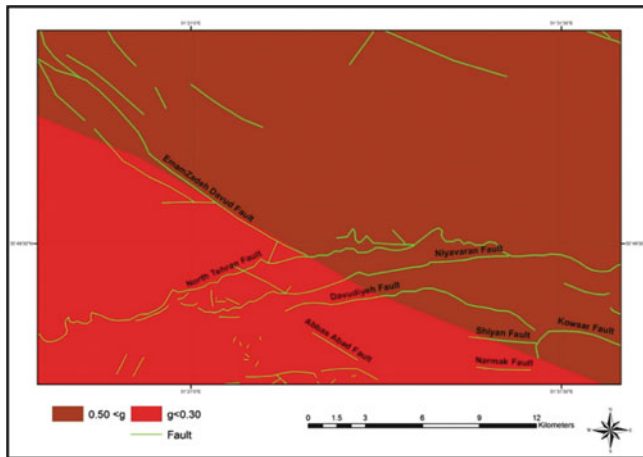 EmamZadeh Davud Fault
Niyavaran Fault
North Tehran Fault
Davudiyeh Fault
Kowsar Fault
Shiyan Fault
Abbas Abad Fault
Narmak Fault
0.50 <g
g<0.30
Fault
0 1.5 3 6 9 12
Kilometers